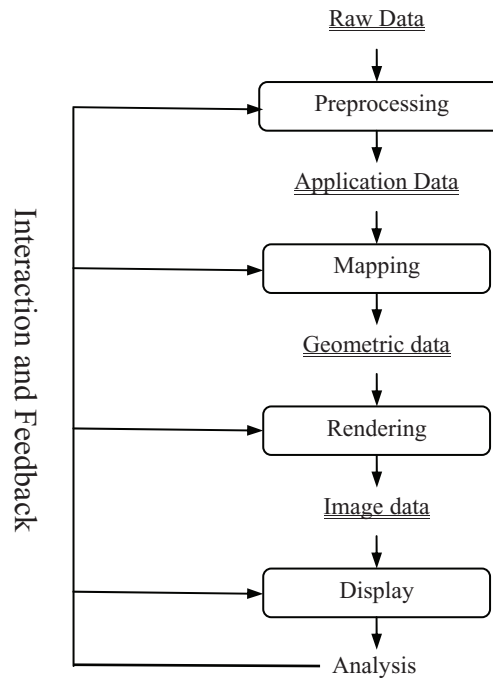 Raw Data
Preprocessing
Application Data
Mapping
Geometric data
Rendering
Image data
Display
Analysis
Interaction and Feedback